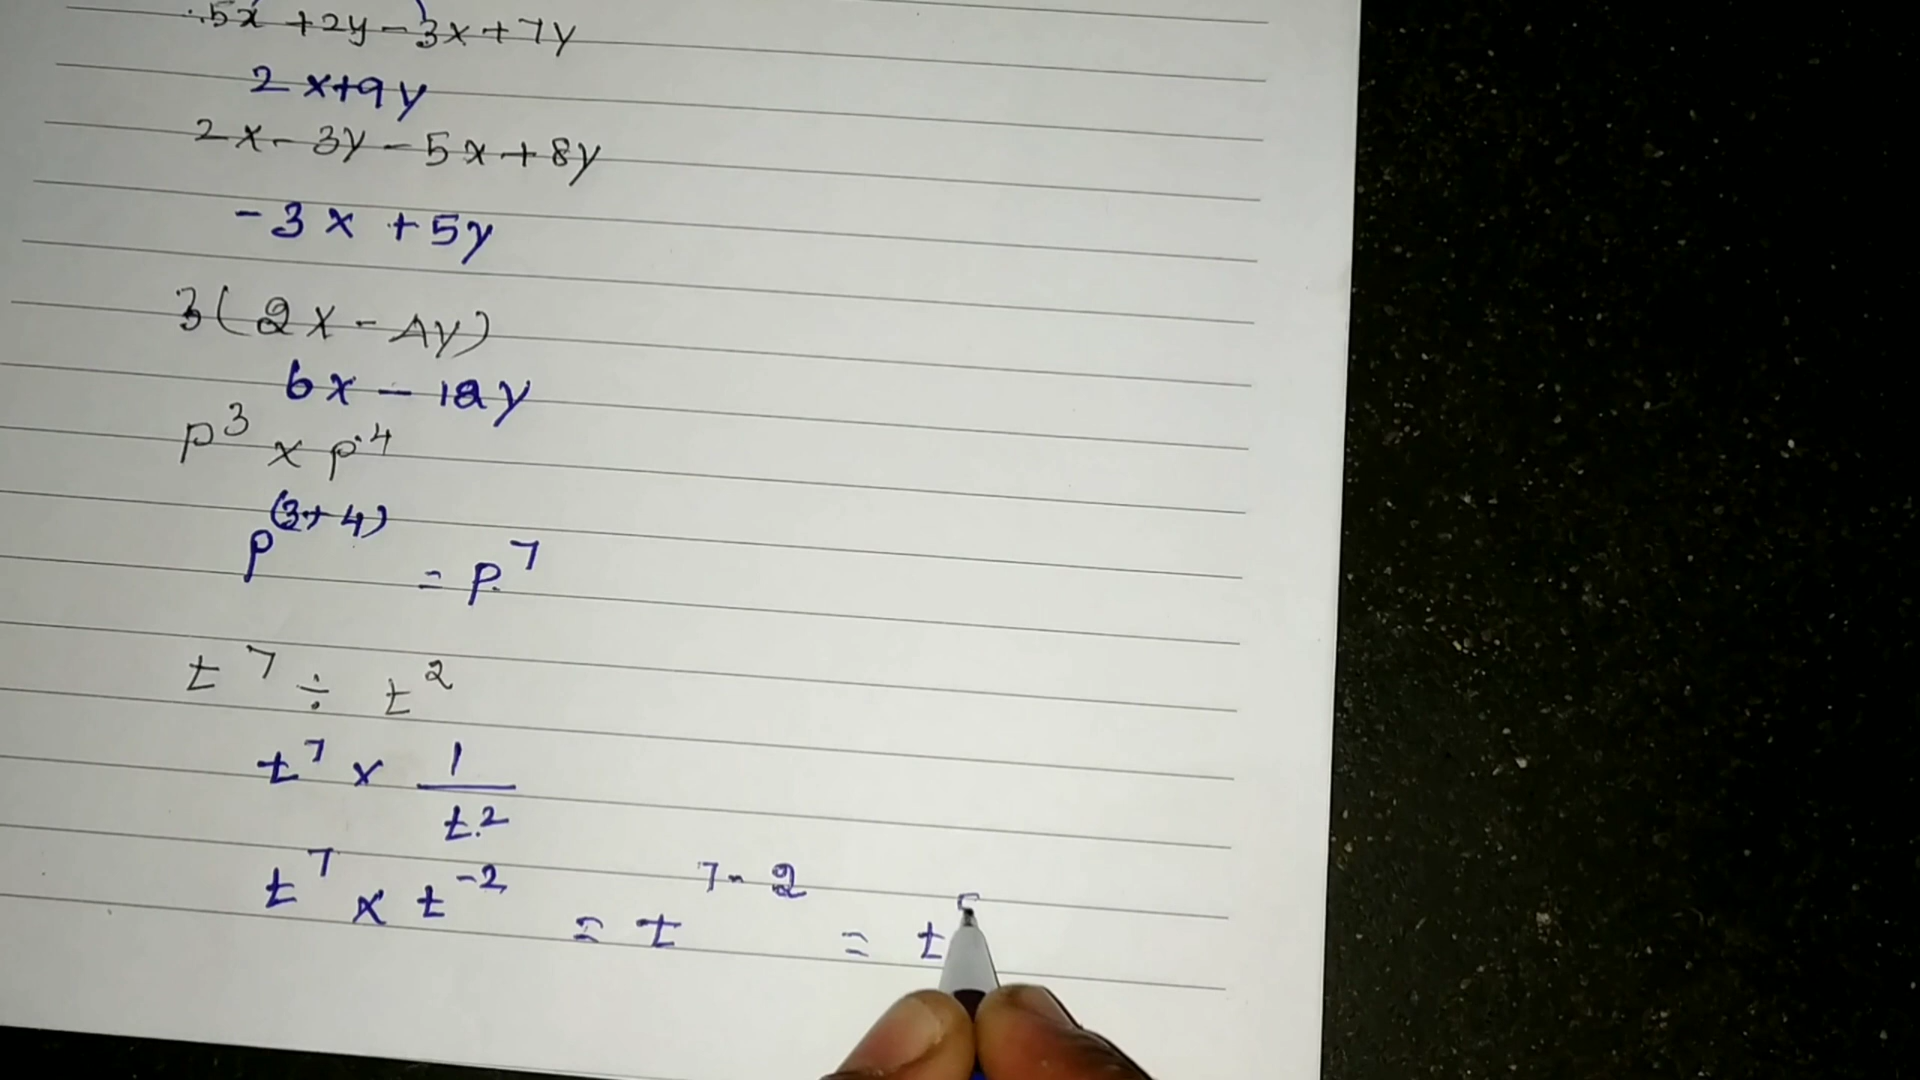 5x + 2y - 3x + 7y
2x + 9y
2x - 3y - 5x + 8y
-3x + 5y
3(2x - 4y)
6x - 12y
p³ × p⁴
p⁽³⁺⁴⁾ = p⁷
t⁷ ÷ t²
t⁷ × 1/t²
t⁷ × t⁻² = t⁷⁻² = t⁵